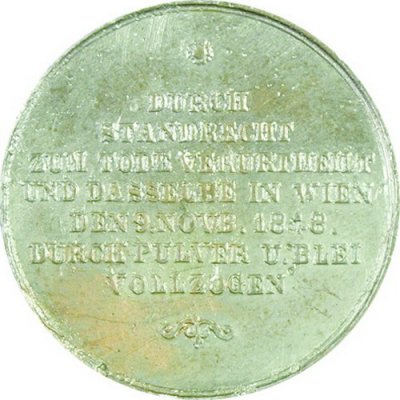 DURCH
STANDRECHT
ZUM TODE VERURTHEILT
UND DASSELBE IN WIEN
DEN 9. NOVB. 1848.
DURCH PULVER U. BLEI
VOLLZOGEN